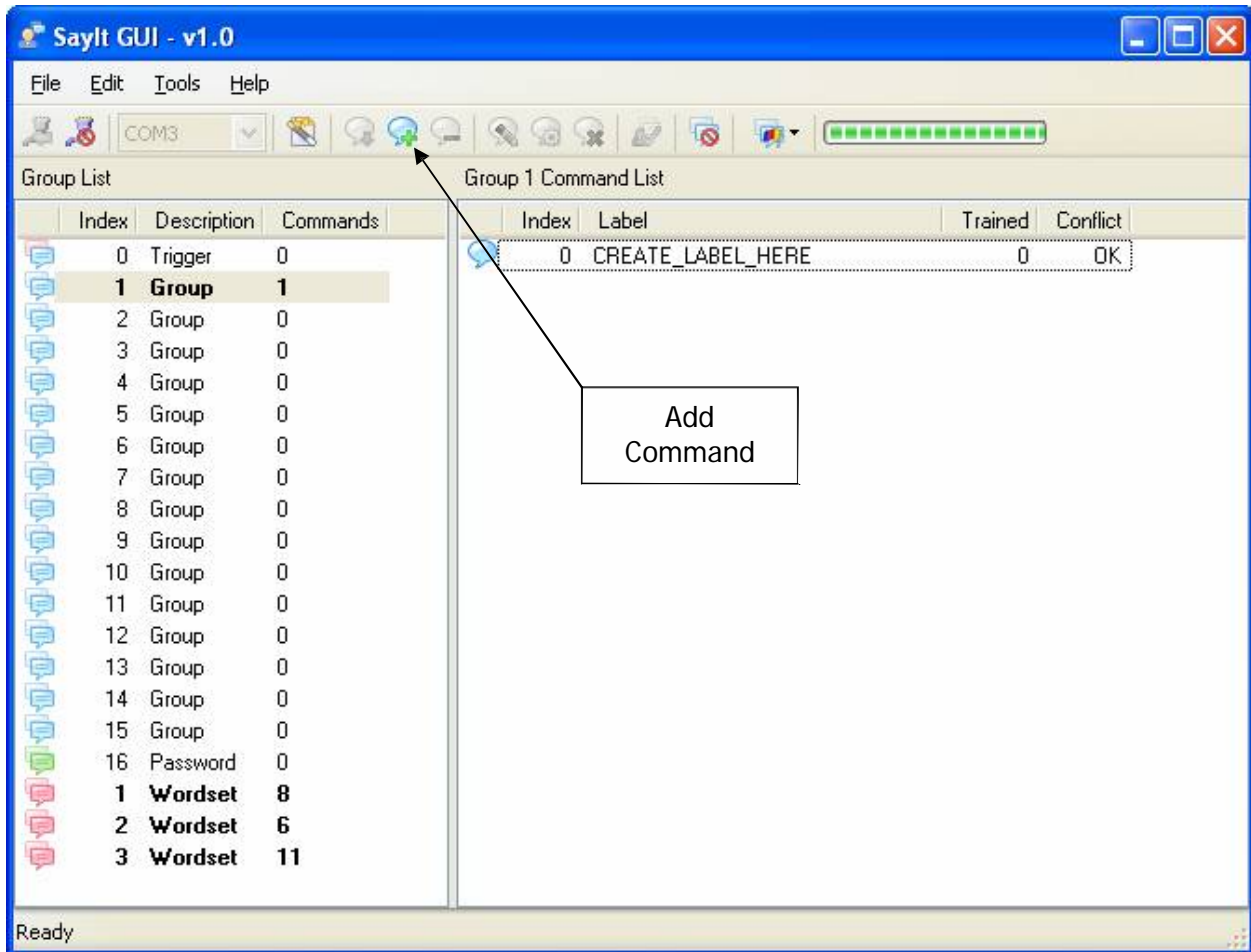 SayIt GUI - v1.0
File Edit Tools Help
COM3
Group List
Group 1 Command List
Index Description Commands
Index Label Trained Conflict
0 Trigger 0
0 CREATE_LABEL_HERE 0 OK
1 Group 1
2 Group 0
3 Group 0
4 Group 0
5 Group 0
6 Group 0
7 Group 0
8 Group 0
9 Group 0
10 Group 0
11 Group 0
12 Group 0
13 Group 0
14 Group 0
15 Group 0
16 Password 0
1 Wordset 8
2 Wordset 6
3 Wordset 11
Add
Command
Ready